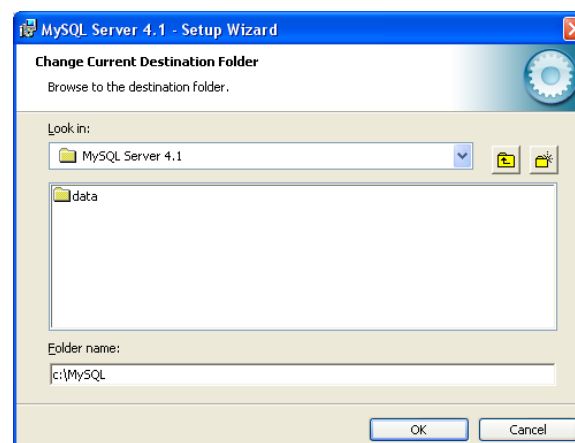 MySQL Server 4.1 - Setup Wizard
Change Current Destination Folder
Browse to the destination folder.
Look in:
MySQL Server 4.1
data
Folder name:
c:\MySQL
OK Cancel